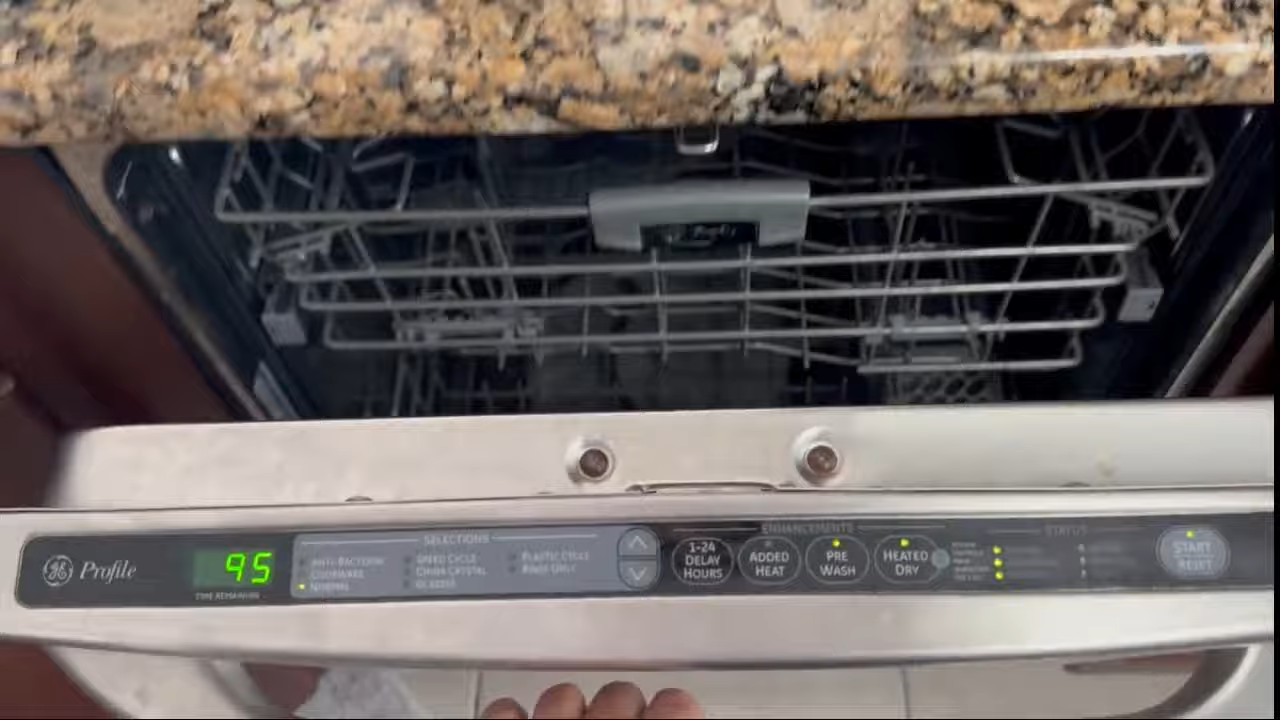 GE Profile
95
TIME REMAINING
SELECTIONS
ANTI-BACTERIAL
COOKWARE
NORMAL
SPEED CYCLE
CHINA CRYSTAL
GLASSES
PLASTIC CYCLE
RINSE ONLY
ENHANCEMENTS
1-24
DELAY
HOURS
ADDED
HEAT
PRE
WASH
HEATED
DRY
STATUS
START
RESET